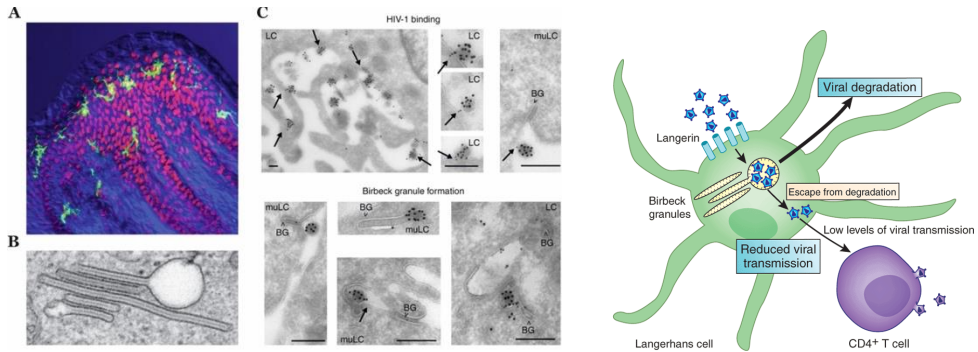 A
B
C
HIV-1 binding
LC
LC
LC
LC
muLC
BG
Birbeck granule formation
muLC
BG
BG
muLC
BG
muLC
LC
BG
BG
Viral degradation
Langerin
Birbeck
granules
Escape from degradation
Low levels of viral transmission
Reduced viral
transmission
Langerhans cell
CD4+ T cell